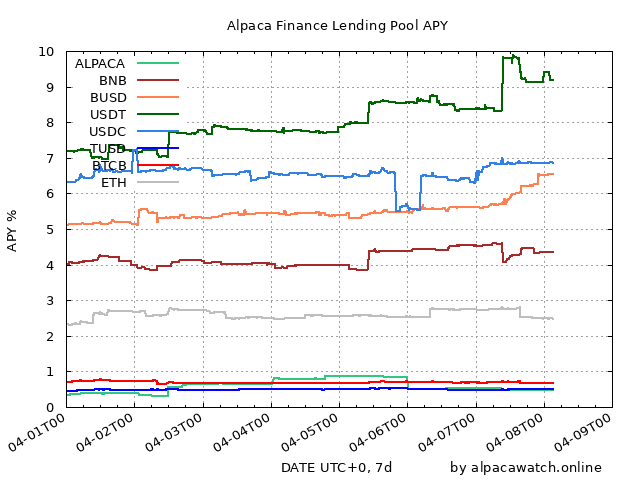 Alpaca Finance Lending Pool APY
10
9
8
7
6
5
4
3
2
1
0
APY %
ALPACA
BNB
BUSD
USDT
USDC
TUSD
BTCB
ETH
04-01T00
04-02T00
04-03T00
04-04T00
04-05T00
04-06T00
04-07T00
04-08T00
04-09T00
DATE UTC+0, 7d
by alpacawatch.online